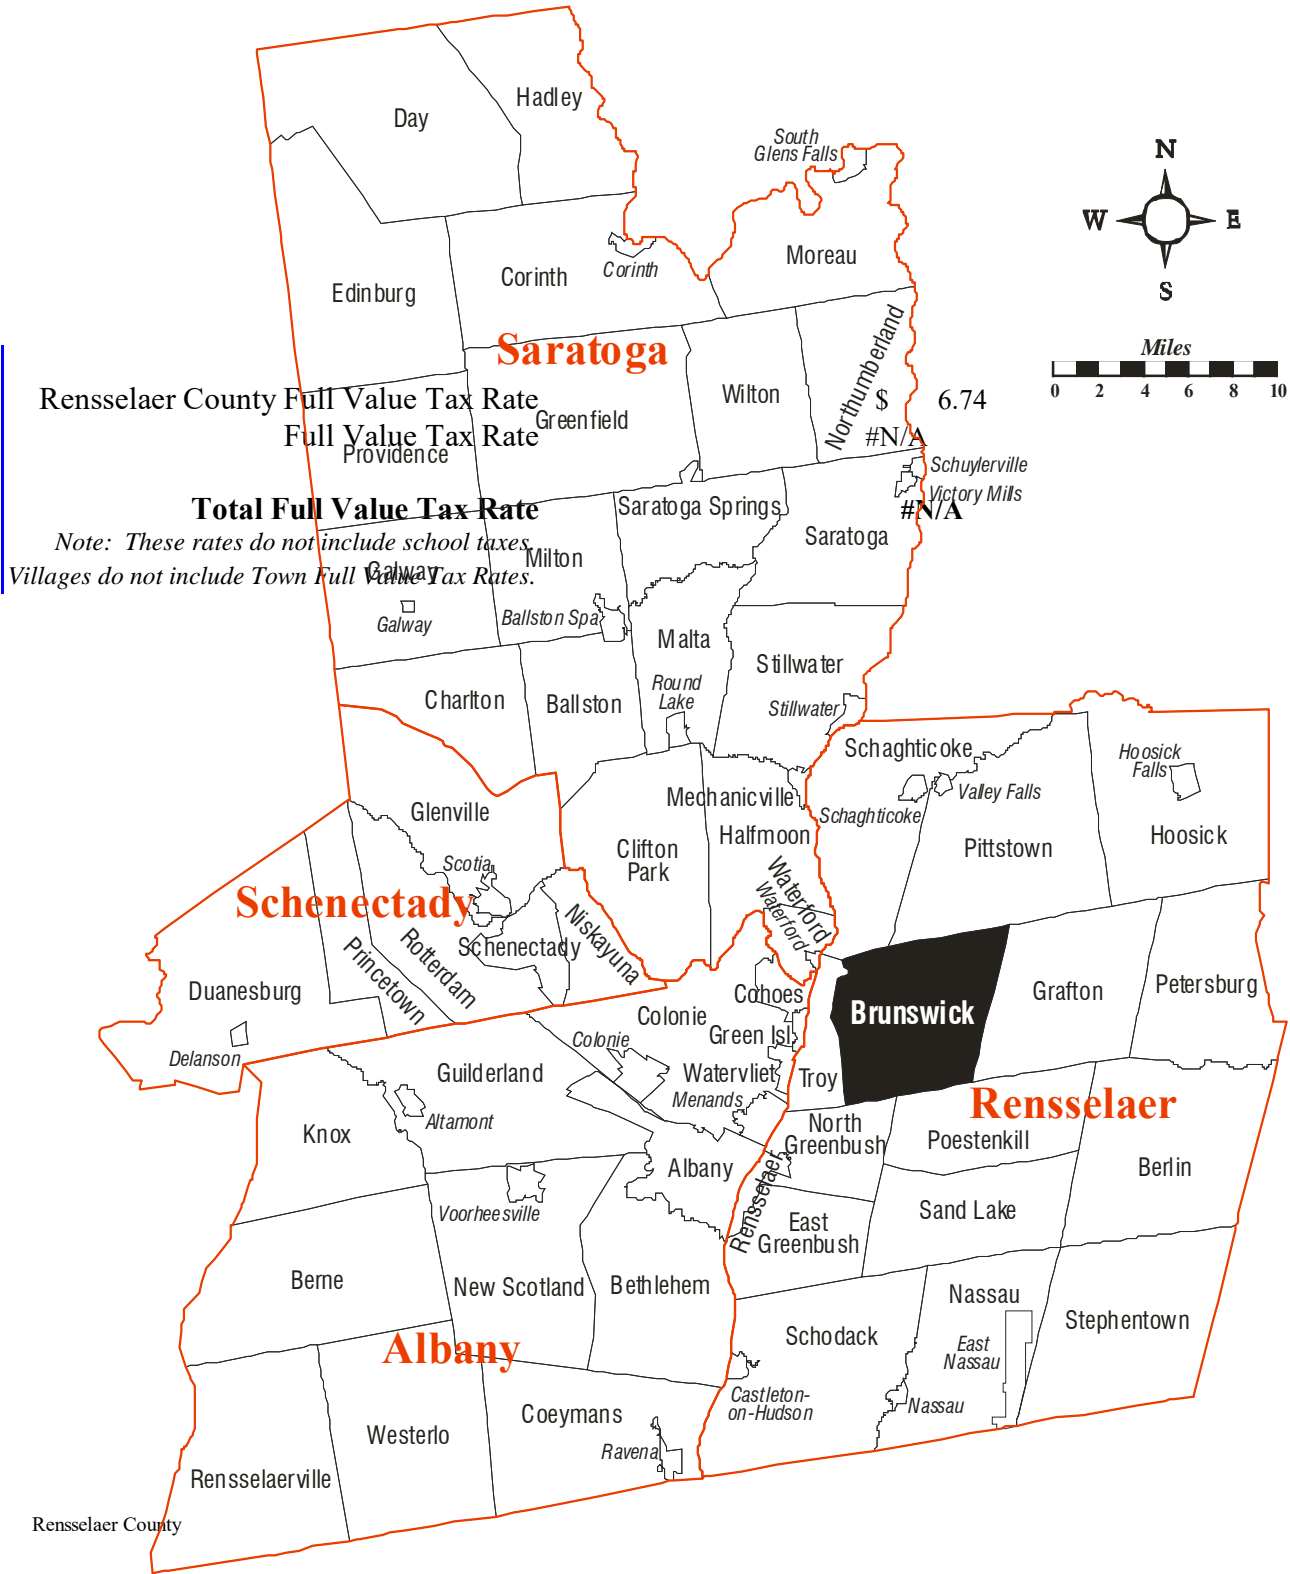 Hadley
Day
South
Glens Falls
N
W
E
S
Moreau
Corinth
Corinth
Edinburg
Saratoga
Northumberland
Miles
0 2 4 6 8 10
Wilton
Rensselaer County Full Value Tax Rate $ 6.74
Greenfield
Full Value Tax Rate #N/A
Providence
Schuylerville
Victory Mills
Saratoga Springs
Total Full Value Tax Rate #N/A
Saratoga
Note: These rates do not include school taxes.
Milton
Galway
Villages do not include Town Full Value Tax Rates.
Galway
Ballston Spa
Malta
Stillwater
Round
Lake
Charlton
Ballston
Stillwater
Schaghticoke
Hoosick
Falls
Valley Falls
Mechanicville
Glenville
Schaghticoke
Halfmoon
Hoosick
Clifton
Park
Pittstown
Scotia
Waterford
Waterford
Schenectady
Niskayuna
Schenectady
Rotterdam
Princetown
Duanesburg
Cohoes
Petersburg
Grafton
Brunswick
Colonie
Green Isl
Colonie
Delanson
Guilderland
Watervliet
Troy
Menands
Rensselaer
Altamont
Knox
North
Greenbush
Poestenkill
Albany
Berlin
Rensselaer
Voorheesville
Sand Lake
East
Greenbush
Berne
New Scotland
Bethlehem
Nassau
Stephentown
Schodack
Albany
East
Nassau
Castleton-
on-Hudson
Nassau
Coeymans
Westerlo
Ravena
Rensselaerville
Rensselaer County